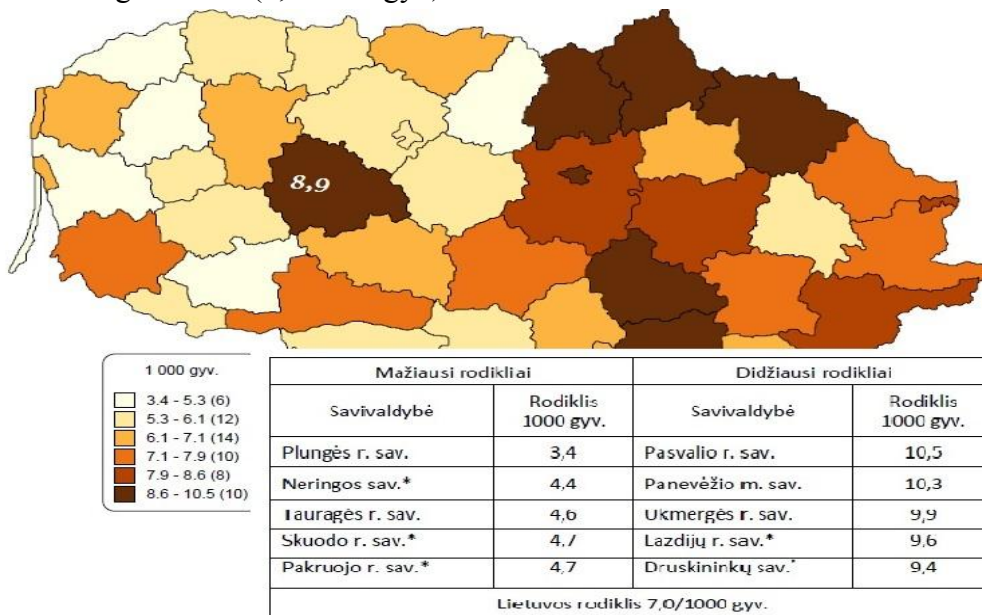 8,9
1 000 gyv.
3.4 - 5.3 (6)
5.3 - 6.1 (12)
6.1 - 7.1 (14)
7.1 - 7.9 (10)
7.9 - 8.6 (8)
8.6 - 10.5 (10)
Mažiausi rodikliai Didžiausi rodikliai
Savivaldybė Rodiklis 1000 gyv. Savivaldybė Rodiklis 1000 gyv.
Plungės r. sav. 3,4 Pasvalio r. sav. 10,5
Neringos sav.* 4,4 Panevėžio m. sav. 10,3
Tauragės r. sav. 4,6 Ukmergės r. sav. 9,9
Skuodo r. sav.* 4,7 Lazdijų r. sav.* 9,6
Pakruojo r. sav.* 4,7 Druskininkų sav.* 9,4
Lietuvos rodiklis 7,0/1000 gyv.